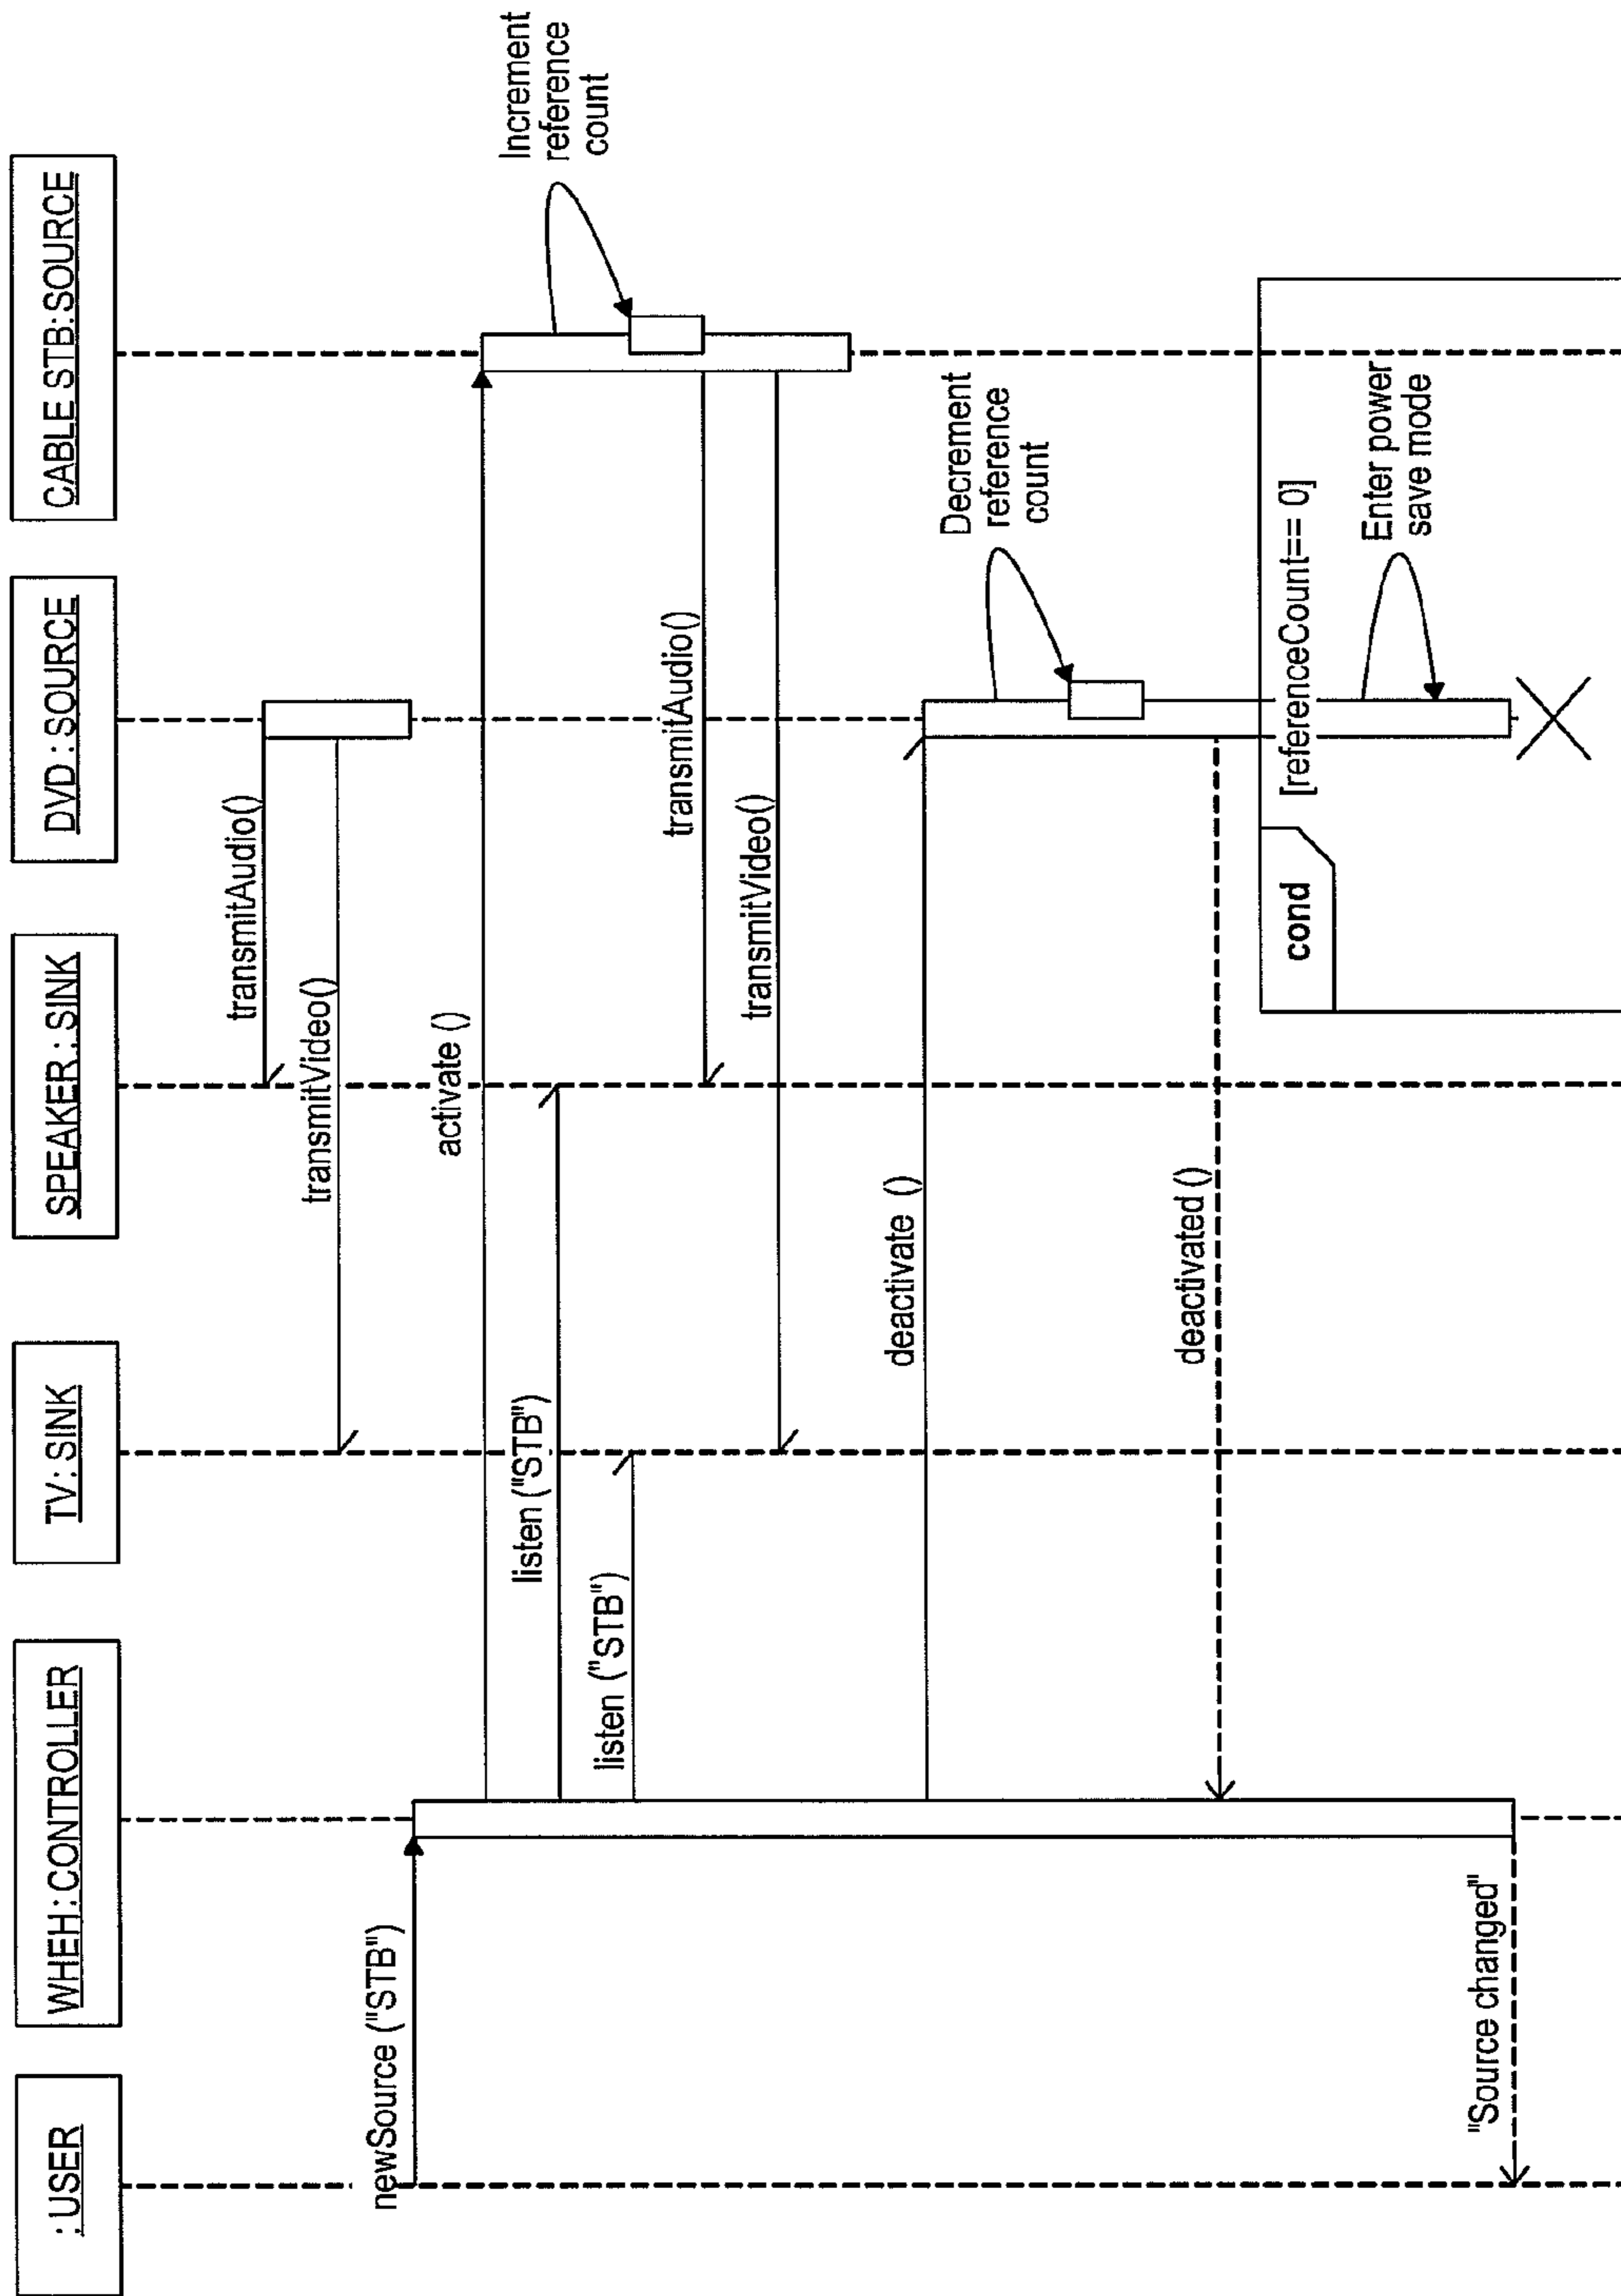 :USER
WHEH:CONTROLLER
TV:SINK
SPEAKER:SINK
DVD:SOURCE
CABLE STB:SOURCE
transmitAudio()
transmitVideo()
newSource ("STB")
activate ()
listen ("STB")
Increment
reference
count
listen ("STB")
transmitAudio()
transmitVideo()
deactivate ()
Decrement
reference
count
deactivated ()
cond
[referenceCount== 0]
Enter power
save mode
"Source changed"